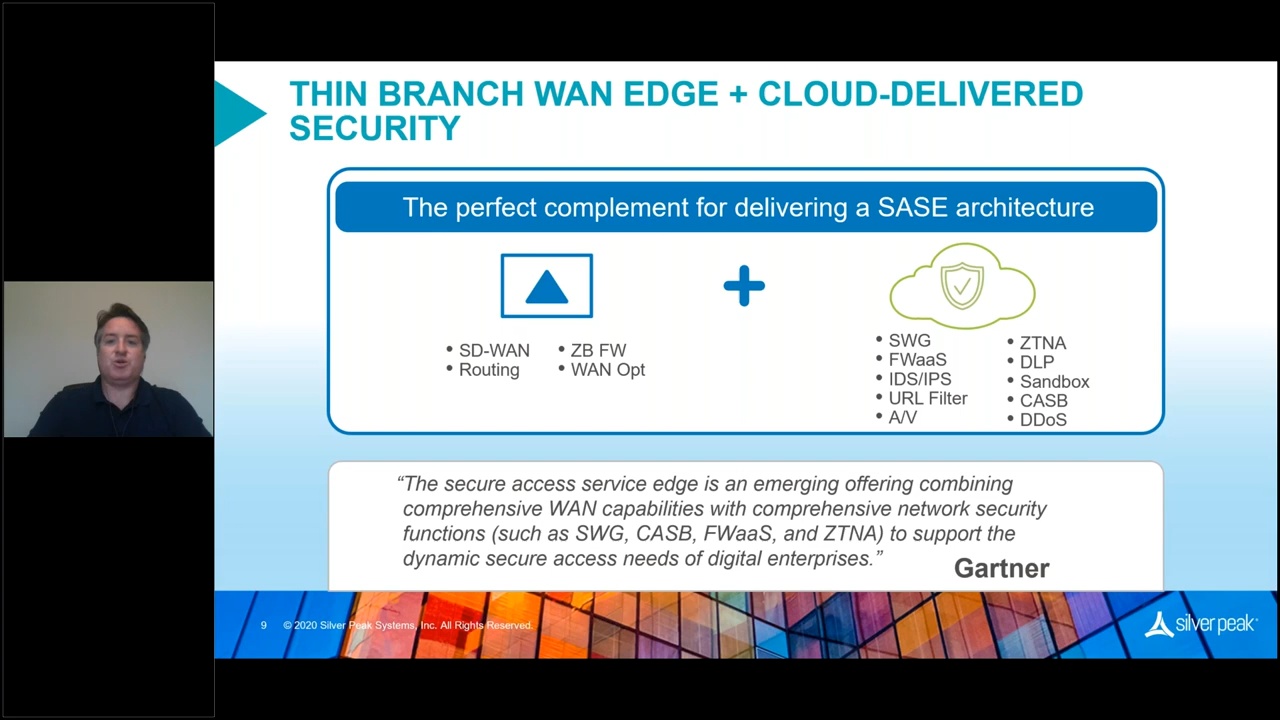 THIN BRANCH WAN EDGE + CLOUD-DELIVERED
SECURITY
The perfect complement for delivering a SASE architecture
• SD-WAN
• Routing
• ZB FW
• WAN Opt
• SWG
• FWaaS
• IDS/IPS
• URL Filter
• A/V
• ZTNA
• DLP
• Sandbox
• CASB
• DDoS
“The secure access service edge is an emerging offering combining
comprehensive WAN capabilities with comprehensive network security
functions (such as SWG, CASB, FWaaS, and ZTNA) to support the
dynamic secure access needs of digital enterprises.”
Gartner
9 © 2020 Silver Peak Systems, Inc. All Rights Reserved.
silver peak